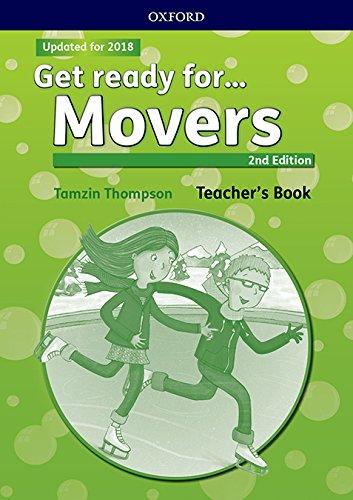 OXFORD
Updated for 2018
Get ready for...
Movers
2nd Edition
Tamzin Thompson Teacher's Book